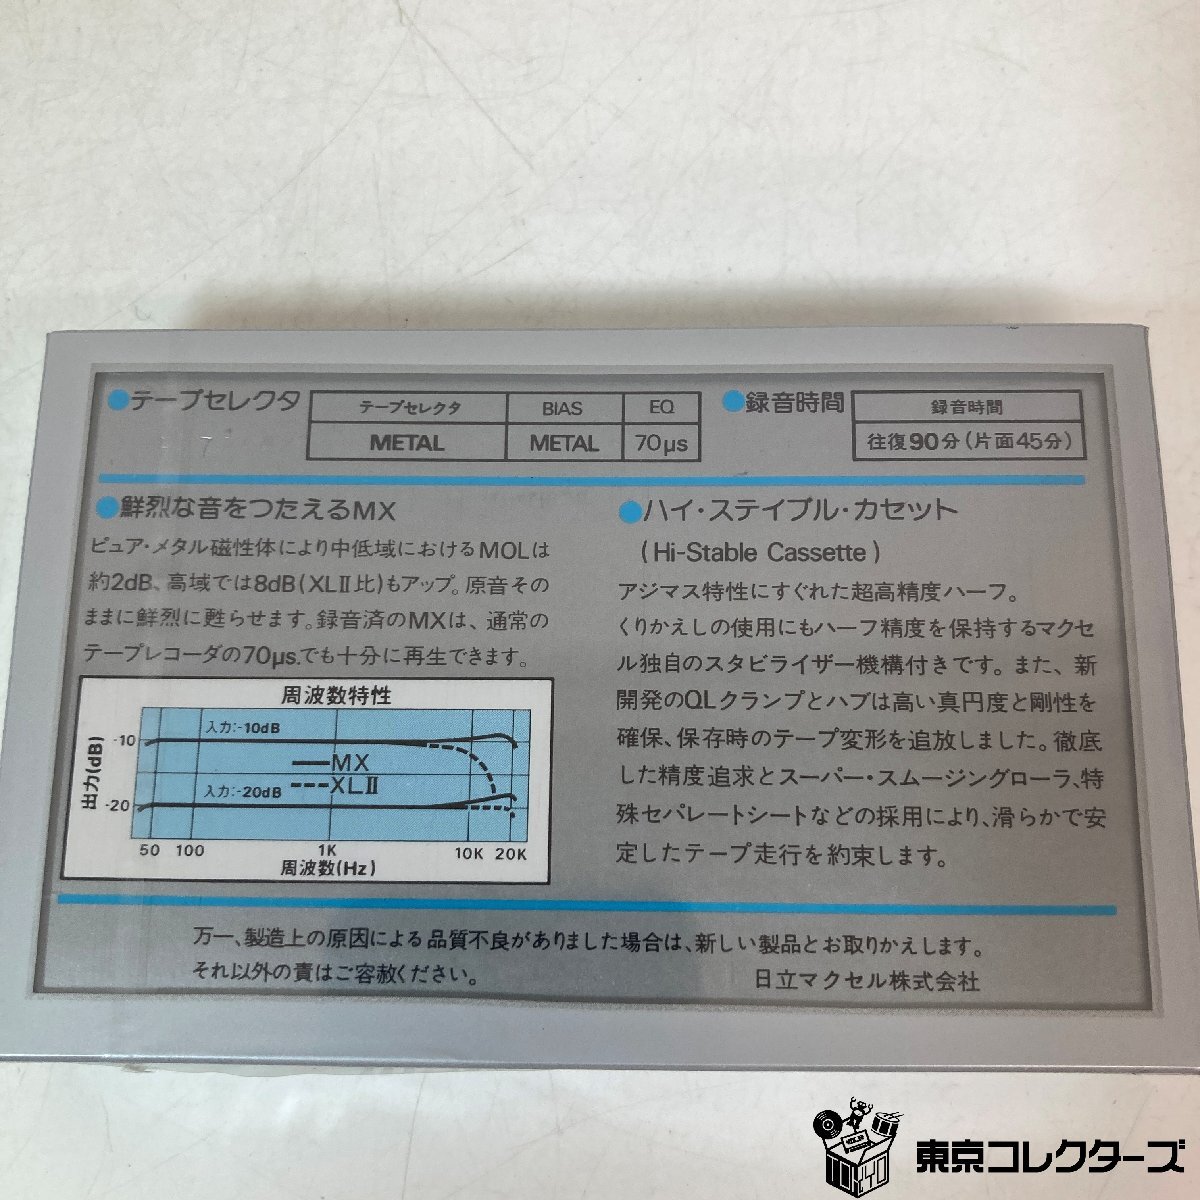 ●テープセレクタ
テープセレクタ BIAS EQ
METAL METAL 70μs
●録音時間
録音時間
往復90分(片面45分)
●鮮烈な音をつたえるMX
ピュア・メタル磁性体により中低域におけるMOLは
約2dB、高域では8dB(XLⅡ比)もアップ。原音その
ままに鮮烈に甦らせます。録音済のMXは、通常の
テープレコーダの70μs.でも十分に再生できます。
周波数特性
入力:-10dB
MX
XLⅡ
入力:-20dB
出力(dB)
-10
-20
50 100 1K 10K 20K
周波数(Hz)
●ハイ・ステイブル・カセット
(Hi-Stable Cassette)
アジマス特性にすぐれた超高精度ハーフ。
くりかえしの使用にもハーフ精度を保持するマクセ
ル独自のスタビライザー機構付きです。また、新
開発のQLクランプとハブは高い真円度と剛性を
確保、保存時のテープ変形を追放しました。徹底
した精度追求とスーパー・スムージングローラ、特
殊セパレートシートなどの採用により、滑らかで安
定したテープ走行を約束します。
万一、製造上の原因による品質不良がありました場合は、新しい製品とお取りかえします。
それ以外の責はご容赦ください。
日立マクセル株式会社
東京コレクターズ